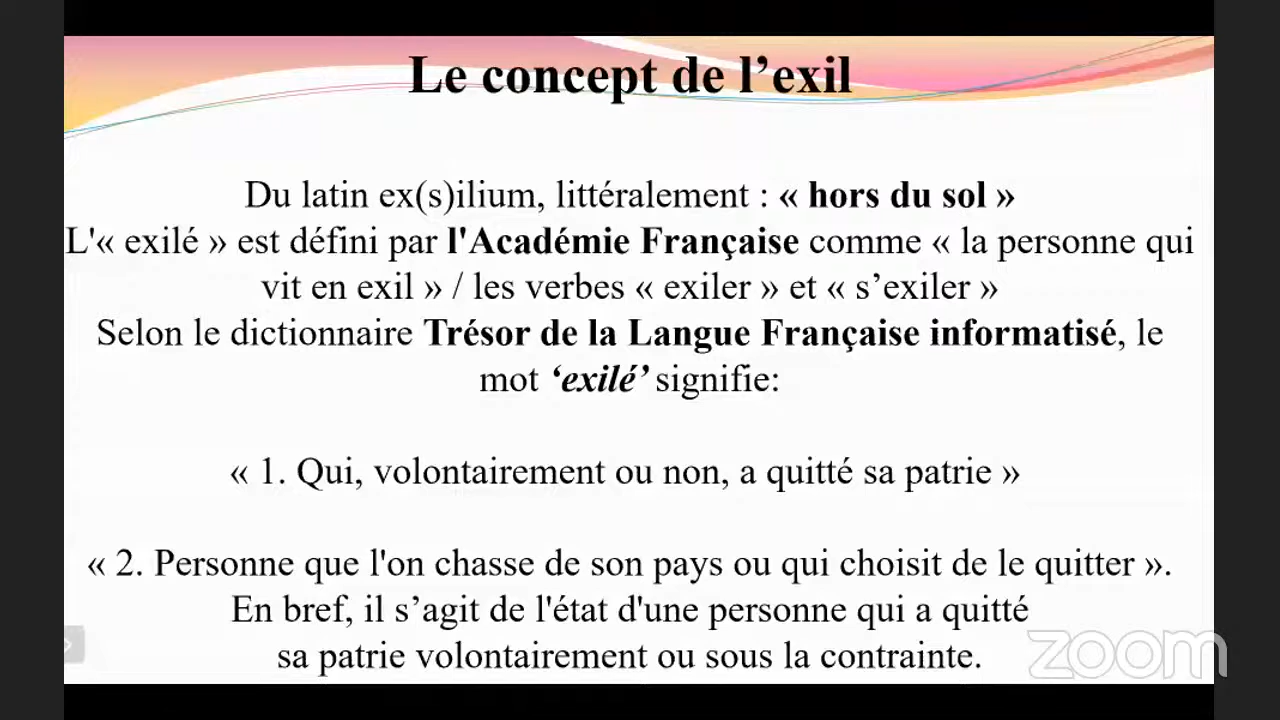 Le concept de l’exil
Du latin ex(s)ilium, littéralement : « hors du sol »
L'« exilé » est défini par l'Académie Française comme « la personne qui
vit en exil » / les verbes « exiler » et « s’exiler »
Selon le dictionnaire Trésor de la Langue Française informatisé, le
mot ‘exilé’ signifie:
« 1. Qui, volontairement ou non, a quitté sa patrie »
« 2. Personne que l'on chasse de son pays ou qui choisit de le quitter ».
En bref, il s’agit de l'état d'une personne qui a quitté
sa patrie volontairement ou sous la contrainte.
zoom